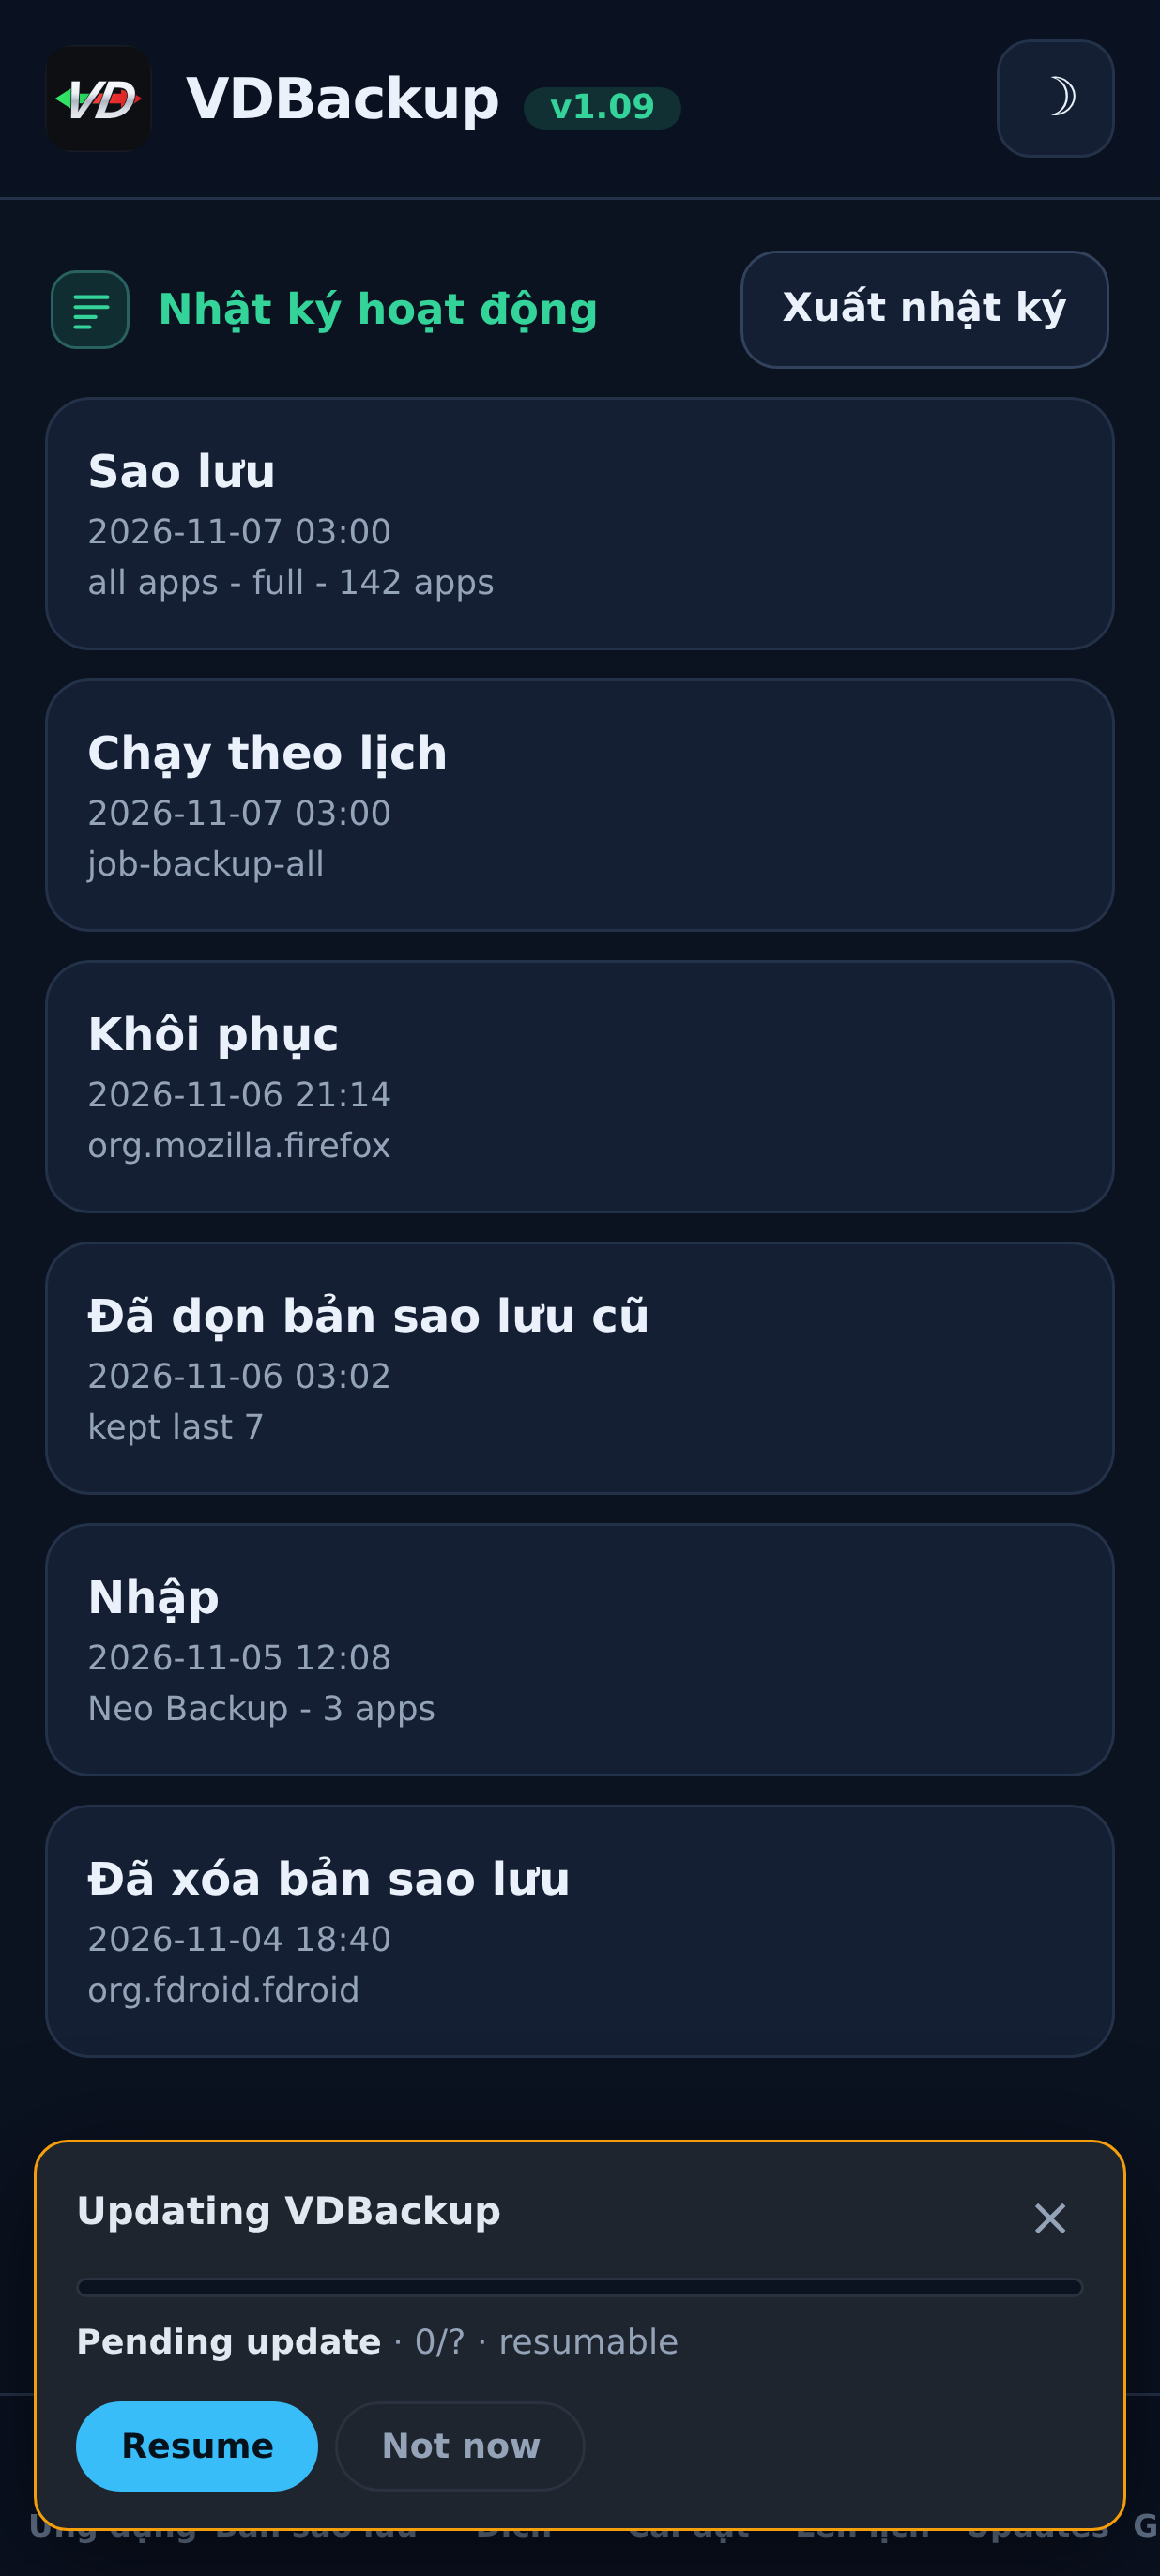 VD
VDBackup v1.09
Nhật ký hoạt động
Xuất nhật ký
Sao lưu
2026-11-07 03:00
all apps - full - 142 apps
Chạy theo lịch
2026-11-07 03:00
job-backup-all
Khôi phục
2026-11-06 21:14
org.mozilla.firefox
Đã dọn bản sao lưu cũ
2026-11-06 03:02
kept last 7
Nhập
2026-11-05 12:08
Neo Backup - 3 apps
Đã xóa bản sao lưu
2026-11-04 18:40
org.fdroid.fdroid
Updating VDBackup
Pending update · 0/? · resumable
Resume
Not now